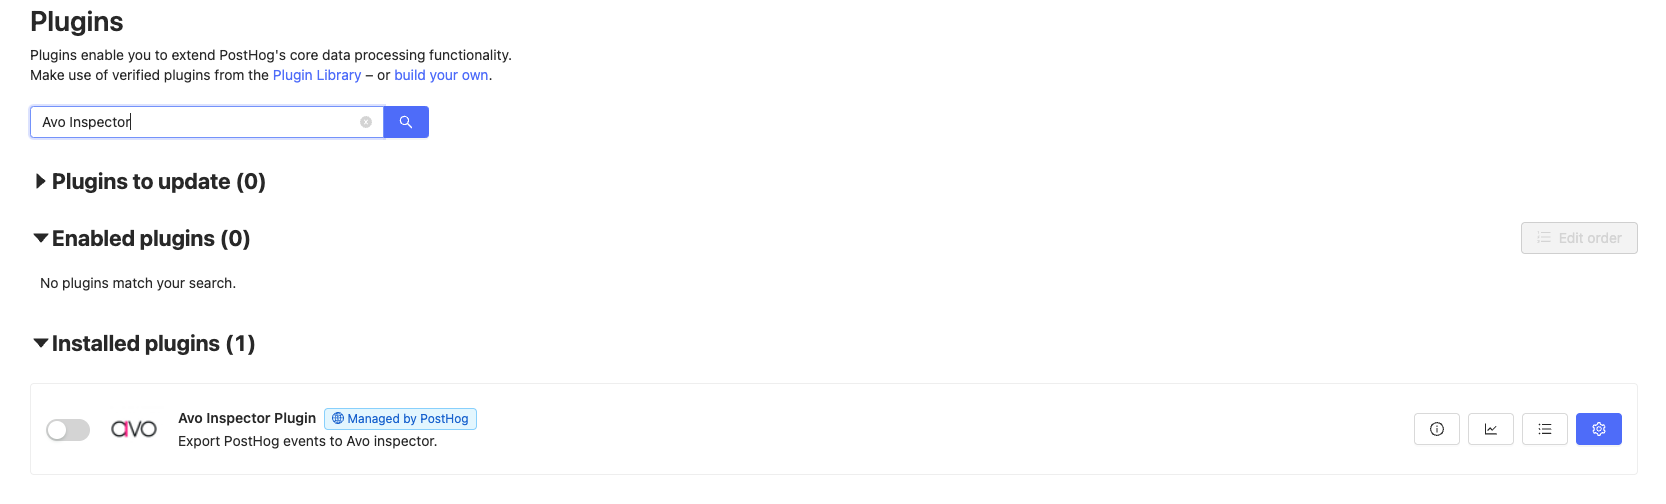 Plugins
Plugins enable you to extend PostHog's core data processing functionality.
Make use of verified plugins from the Plugin Library – or build your own.
Avo Inspector
Plugins to update (0)
Enabled plugins (0)
Edit order
No plugins match your search.
Installed plugins (1)
avo
Avo Inspector Plugin
Managed by PostHog
Export PostHog events to Avo inspector.